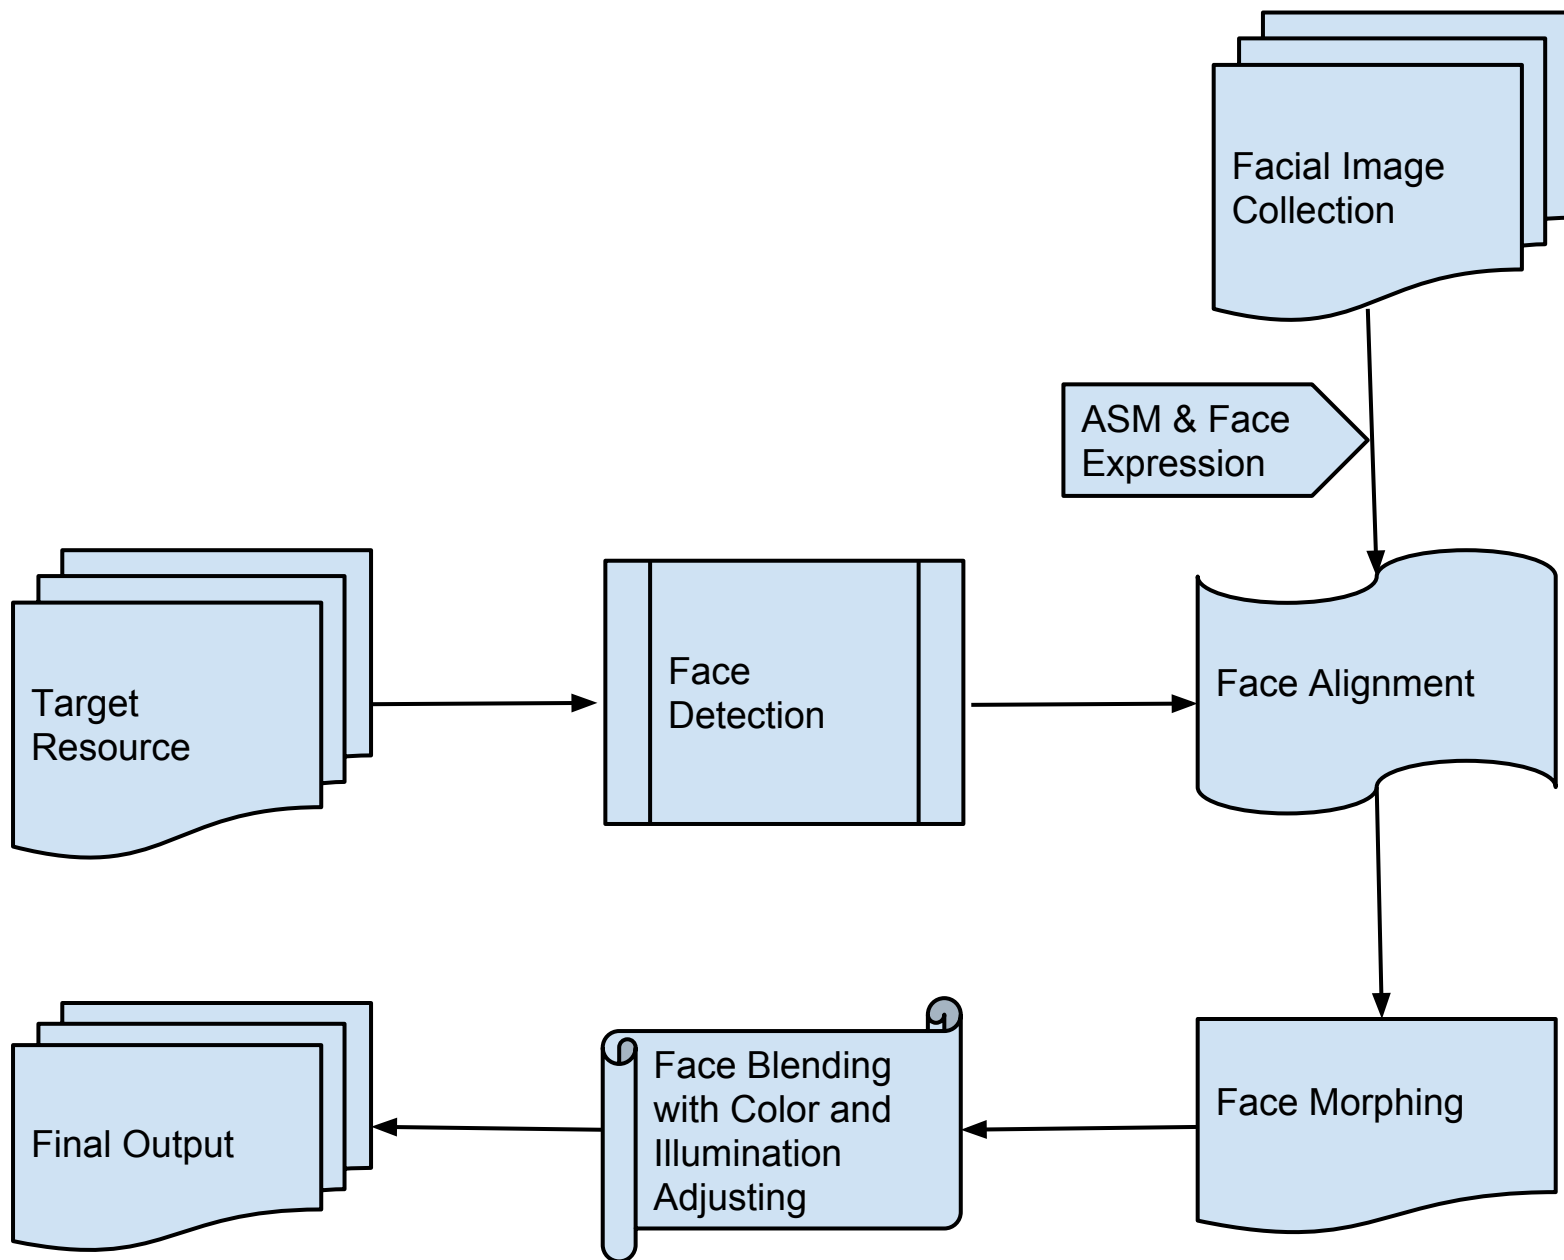 Facial Image
Collection
ASM & Face
Expression
Target
Resource
Face
Detection
Face Alignment
Final Output
Face Blending
with Color and
Illumination
Adjusting
Face Morphing